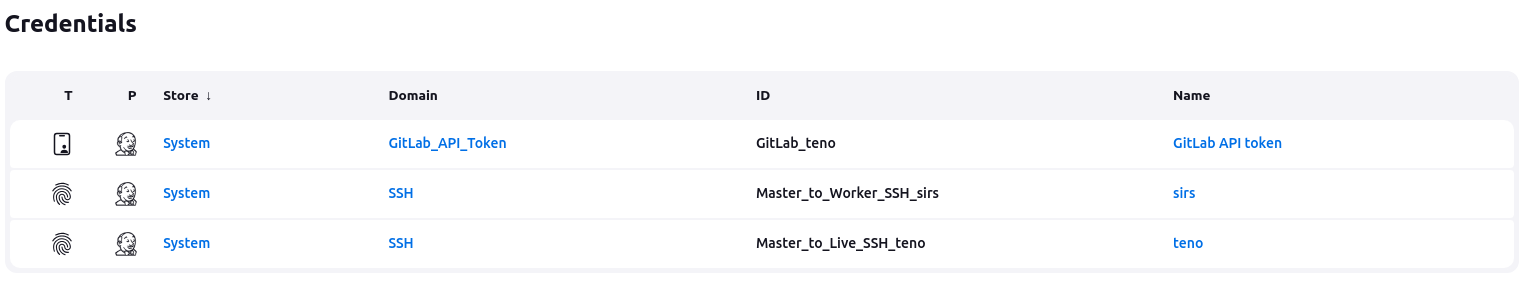 Credentials
T P Store ↓ Domain ID Name
System GitLab_API_Token GitLab_teno GitLab API token
System SSH Master_to_Worker_SSH_sirs sirs
System SSH Master_to_Live_SSH_teno teno